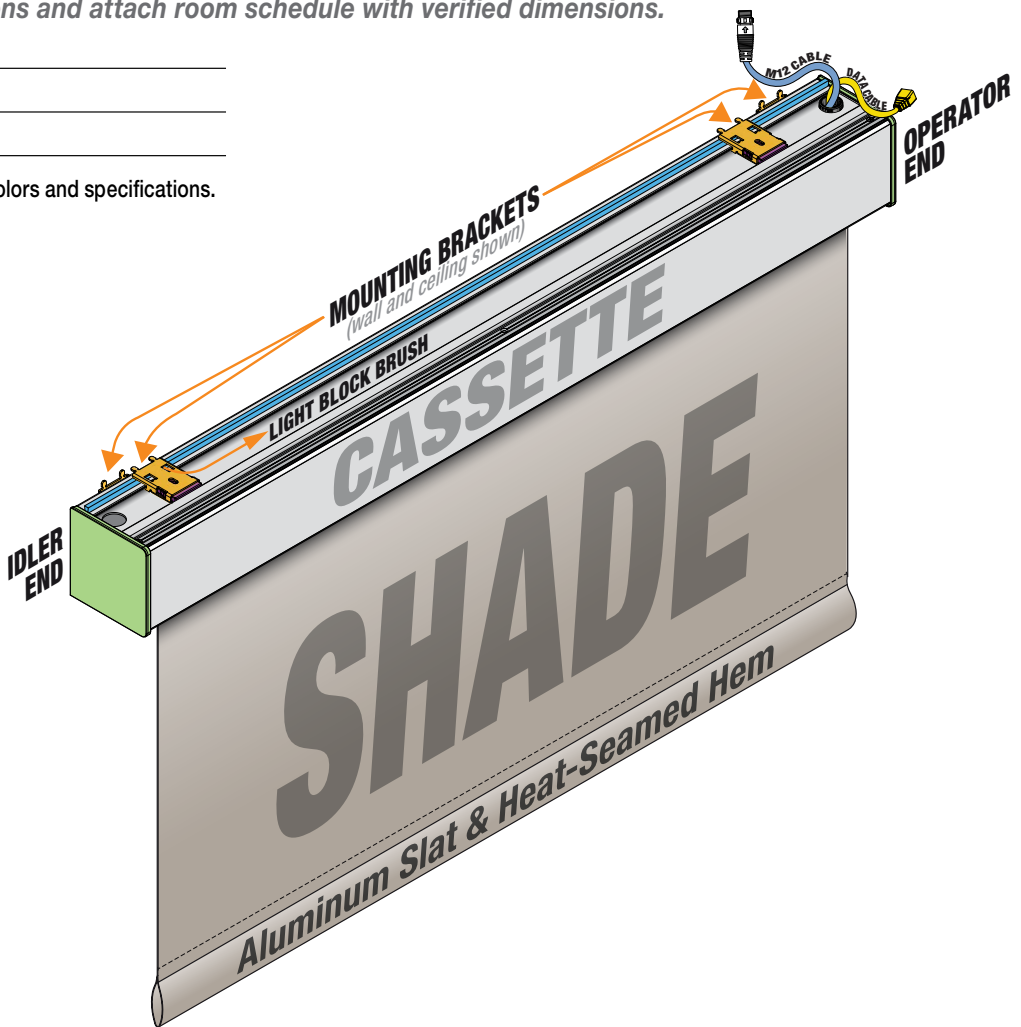 ns and attach room schedule with verified dimensions.
olors and specifications.
M12 CABLE
DATA CABLE
OPERATOR
END
MOUNTING BRACKETS
(wall and ceiling shown)
LIGHT BLOCK BRUSH
CASSETTE
IDLER
END
SHADE
Aluminum Slat & Heat-Seamed Hem